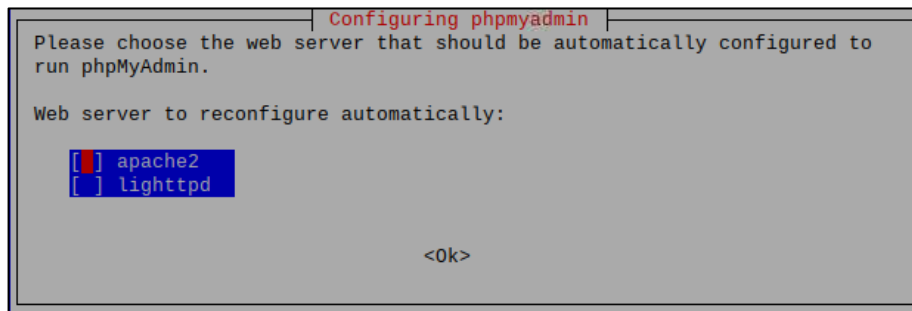 Configuring phpmyadmin
Please choose the web server that should be automatically configured to
run phpMyAdmin.
Web server to reconfigure automatically:
[ ] apache2
[ ] lighttpd
<Ok>